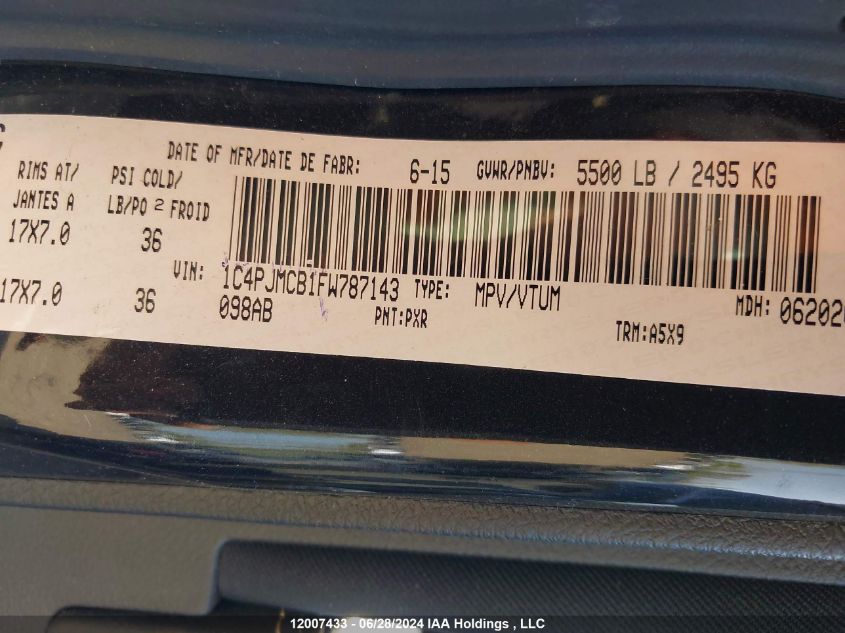 DATE OF MFR/DATE DE FABR: 6-15 GVWR/PNBV: 5500 LB / 2495 KG
RIMS AT/ PSI COLD/
JANTES A LB/PO 2 FROID
17X7.0 36
VIN: 1C4PJMCB1FW787143 TYPE: MPV/VTUM MDH:
17X7.0 36 098AB PNT:PXR TRM:A5X9
12007433 - 06/28/2024 IAA Holdings , LLC